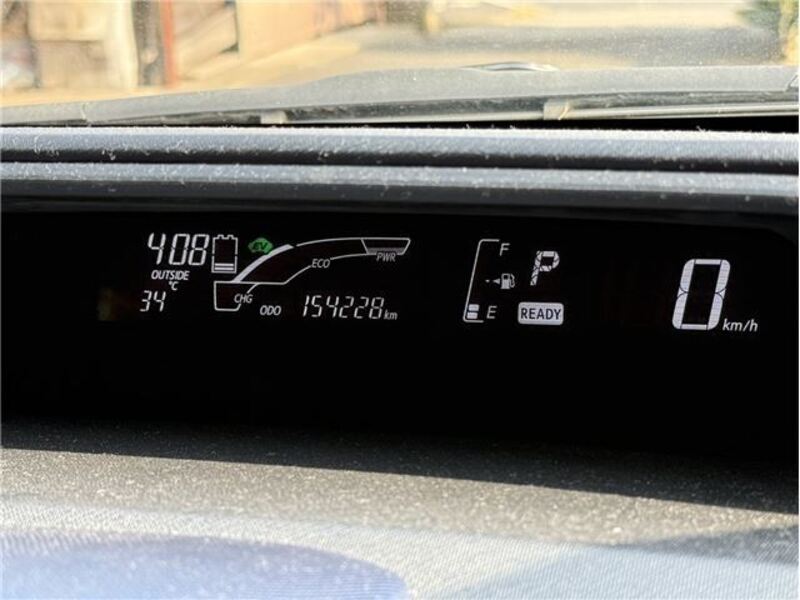 408
EV
OUTSIDE
°C
34
ECO
PWR
CHG
ODO 154228 km
F
E
P
READY
0 km/h